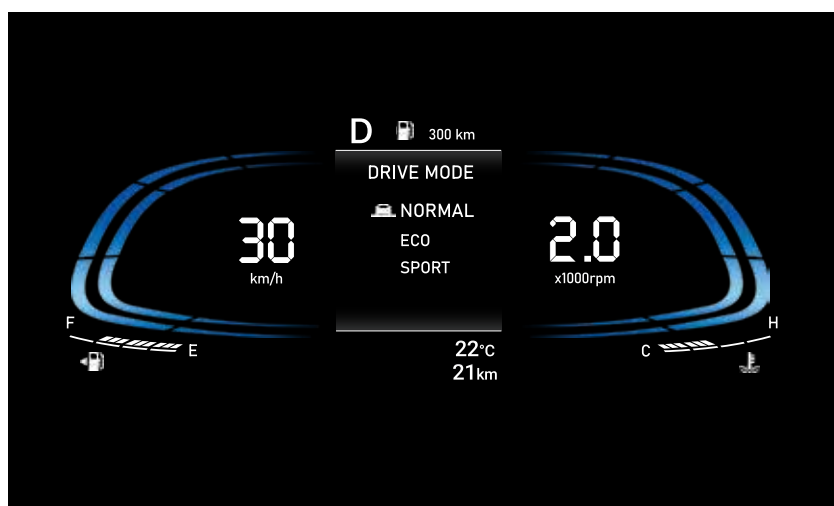 D 300 km
DRIVE MODE
NORMAL
ECO
SPORT
30
km/h
2.0
x1000rpm
F
E
C
H
22°C
21km